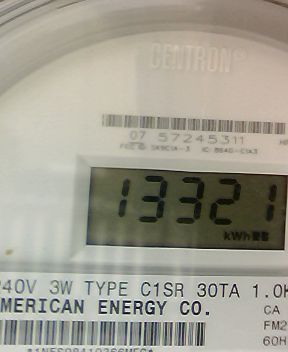 CENTRON®
07 57245311
13321
kWh
240V 3W TYPE C1SR 30TA 1.0K
AMERICAN ENERGY CO.
CA
FM2
60H